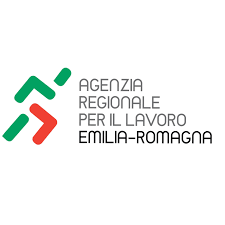 AGENZIA
REGIONALE
PER IL LAVORO
EMILIA-ROMAGNA